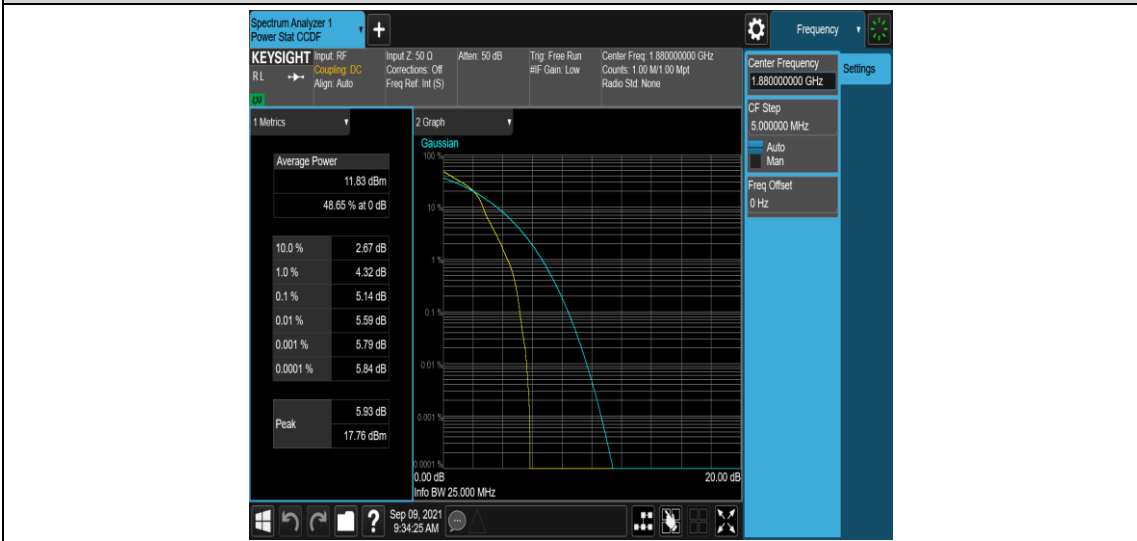 Spectrum Analyzer 1
Power Stat CCDF
+
Frequency
KEYSIGHT
RL
LXI
Input: RF
Coupling: DC
Align: Auto
Input Z: 50 Ω
Corrections: Off
Freq Ref: Int (S)
Atten: 50 dB
Trig: Free Run
#IF Gain: Low
Center Freq: 1.880000000 GHz
Counts: 1.00 M/1.00 Mpt
Radio Std: None
Center Frequency
1.880000000 GHz
Settings
CF Step
5.000000 MHz
Auto
Man
Freq Offset
0 Hz
1 Metrics
Average Power
11.83 dBm
48.65 % at 0 dB
10.0 % 2.67 dB
1.0 % 4.32 dB
0.1 % 5.14 dB
0.01 % 5.59 dB
0.001 % 5.79 dB
0.0001 % 5.84 dB
Peak
5.93 dB
17.76 dBm
2 Graph
Gaussian
100 %
10 %
1 %
0.1 %
0.01 %
0.001 %
0.0001 %
0.00 dB 20.00 dB
Info BW 25.000 MHz
?
Sep 09, 2021
9:34:25 AM